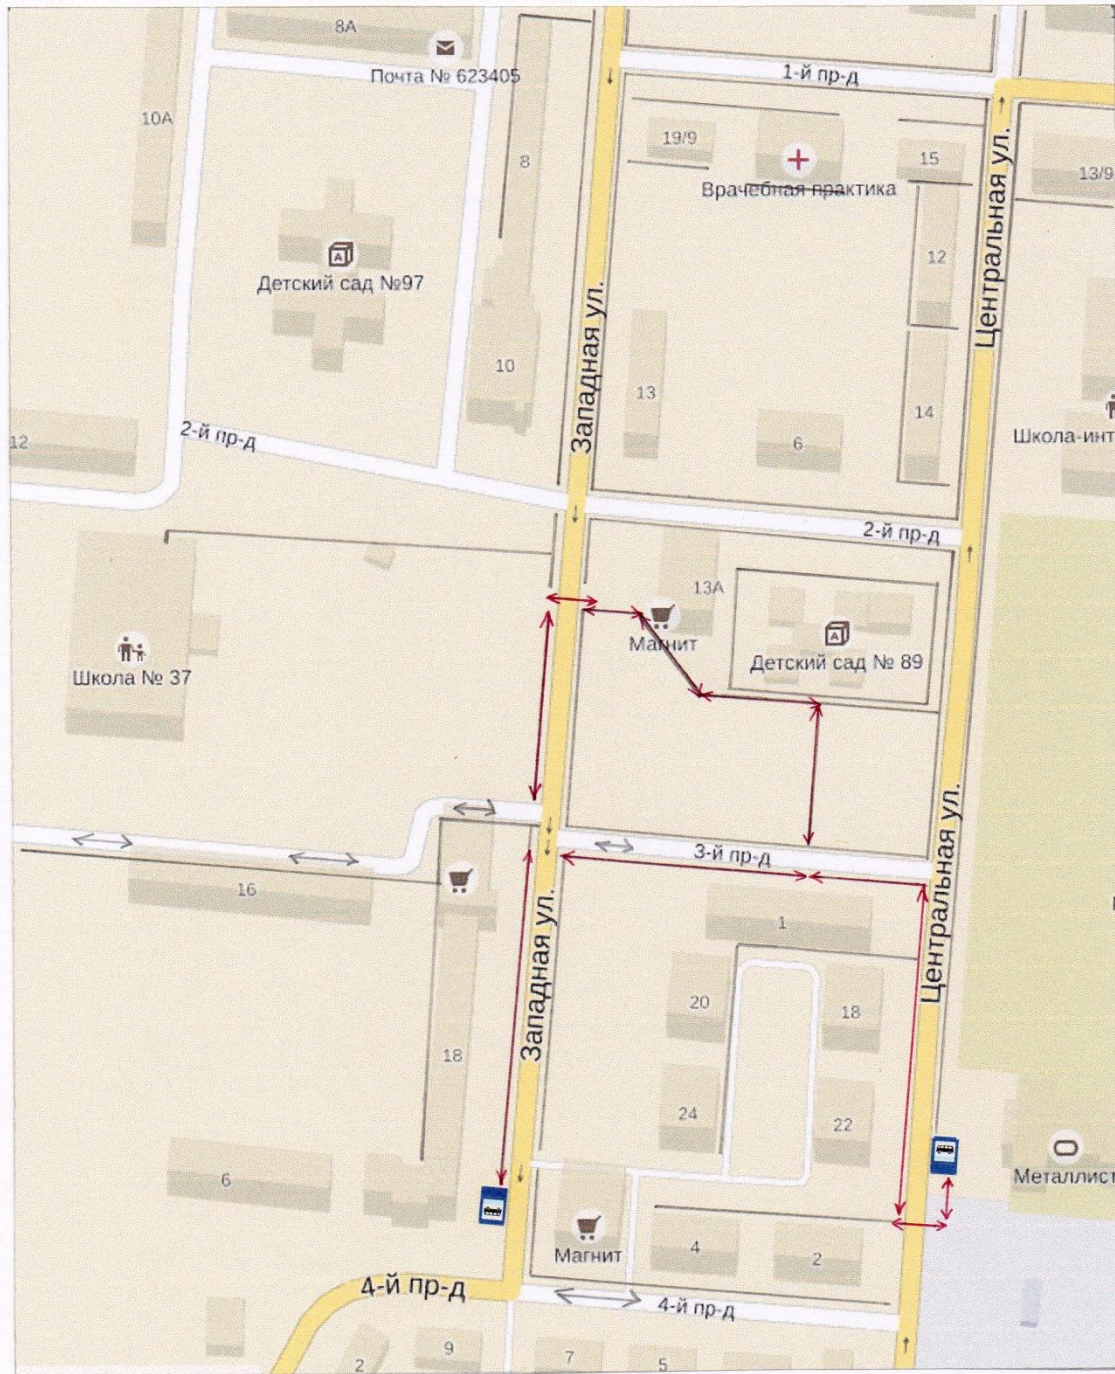 8А
Почта № 623405
1-й пр-д
10А
8
19/9
15
13/9
Врачебная практика
Центральная ул.
12
Детский сад №97
Западная ул.
10
13
14
6
12
2-й пр-д
Школа-инт
2-й пр-д
13А
Магнит
Детский сад № 89
Школа № 37
3-й пр-д
16
1
Центральная ул.
Западная ул.
20
18
18
24
22
6
Металлист
Магнит
4
2
4-й пр-д
4-й пр-д
9
2
7
5